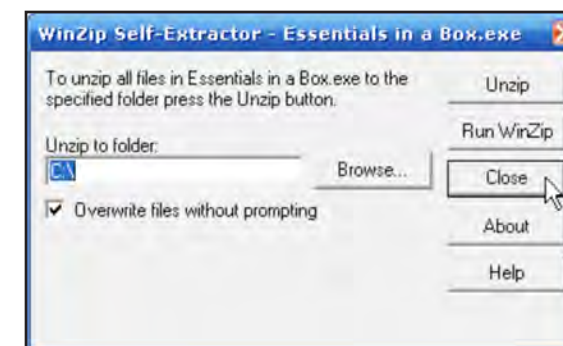 WinZip Self-Extractor - Essentials in a Box.exe
To unzip all files in Essentials in a Box.exe to the
specified folder press the Unzip button.
Unzip to folder:
C:\
Browse...
Overwrite files without prompting
Unzip
Run WinZip
Close
About
Help